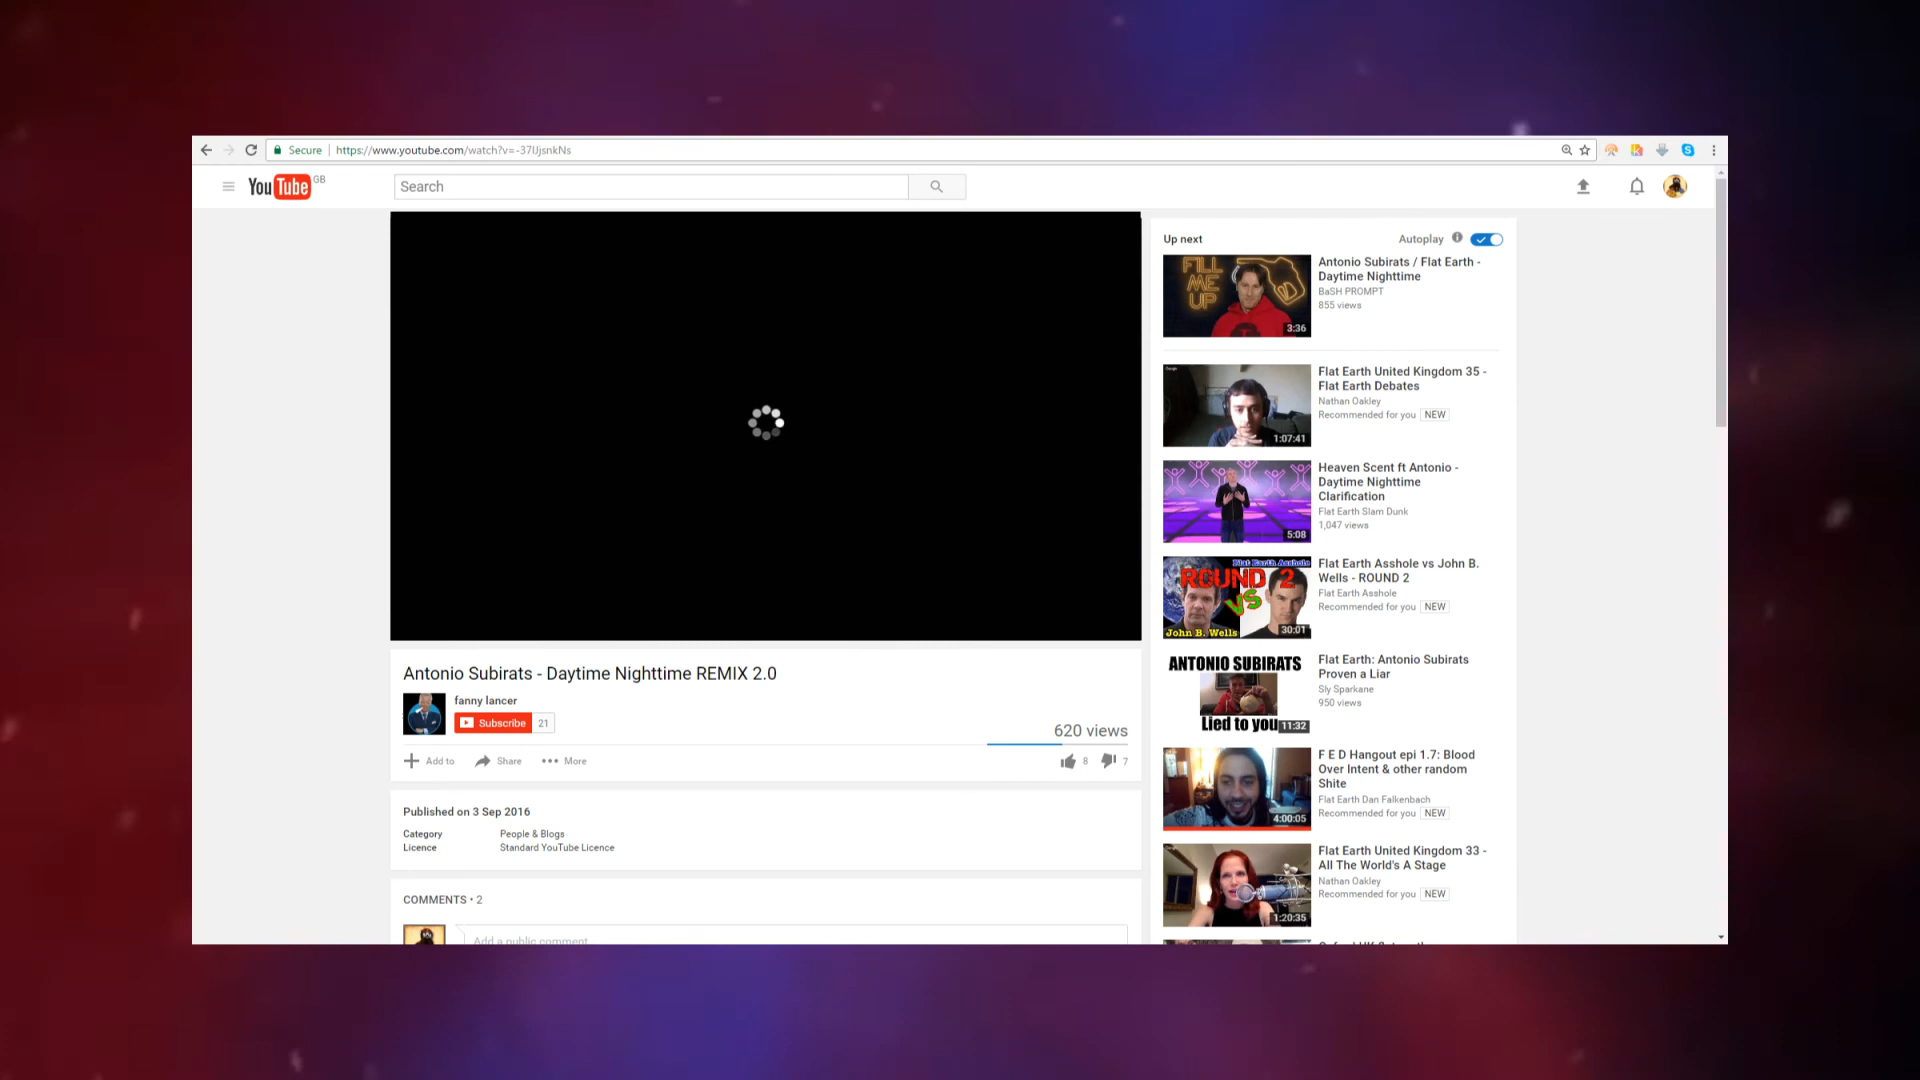 Secure
https://www.youtube.com/watch?v=-37IJjsnkNs
YouTube GB
Search
Up next
Autoplay
FILL ME UP
3:36
Antonio Subirats / Flat Earth - Daytime Nighttime
BaSH PROMPT
855 views
1:07:41
Flat Earth United Kingdom 35 -
Flat Earth Debates
Nathan Oakley
Recommended for you NEW
5:08
Heaven Scent ft Antonio -
Daytime Nighttime
Clarification
Flat Earth Slam Dunk
1,047 views
Flat Earth Asshole
ROUND 2
VS
John B. Wells
30:01
Flat Earth Asshole vs John B.
Wells - ROUND 2
Flat Earth Asshole
Recommended for you NEW
ANTONIO SUBIRATS
Lied to you
11:32
Flat Earth: Antonio Subirats
Proven a Liar
Sly Sparkane
950 views
4:00:05
F E D Hangout epi 1.7: Blood
Over Intent & other random
Shite
Flat Earth Dan Falkenbach
Recommended for you NEW
1:20:35
Flat Earth United Kingdom 33 -
All The World's A Stage
Nathan Oakley
Recommended for you NEW
Antonio Subirats - Daytime Nighttime REMIX 2.0
fanny lancer
Subscribe 21
620 views
Add to Share More 8 7
Published on 3 Sep 2016
Category People & Blogs
Licence Standard YouTube Licence
COMMENTS • 2
Add a public comment